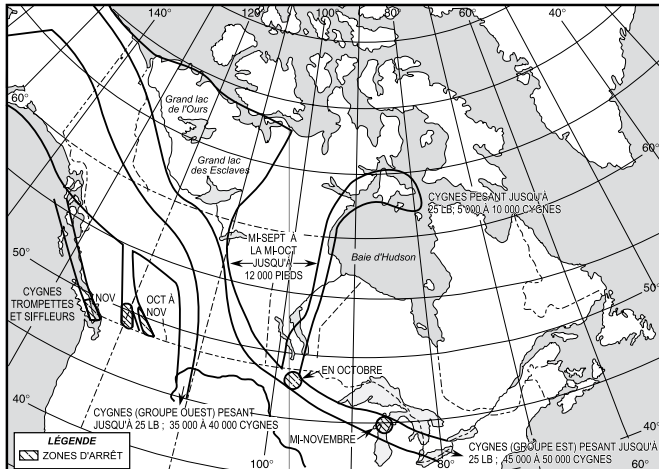 140°
120°
110°
100°
80°
60°
40°
60°
50°
40°
60°
50°
40°
100°
80°
60°
Grand lac
de l'Ours
Grand lac
des Esclaves
CYGNES PESANT JUSQU'À
25 LB; 5 000 À 10 000 CYGNES
MI-SEPT À
LA MI-OCT
JUSQU'À
12 000 PIEDS
Baie d'Hudson
CYGNES
TROMPETTES
ET SIFFLEURS
NOV
OCT À
NOV
EN OCTOBRE
CYGNES (GROUPE OUEST) PESANT
JUSQU'À 25 LB ; 35 000 À 40 000 CYGNES
MI-NOVEMBRE
CYGNES (GROUPE EST) PESANT JUSQU'À
25 LB ; 45 000 À 50 000 CYGNES
LÉGENDE
ZONES D'ARRÊT